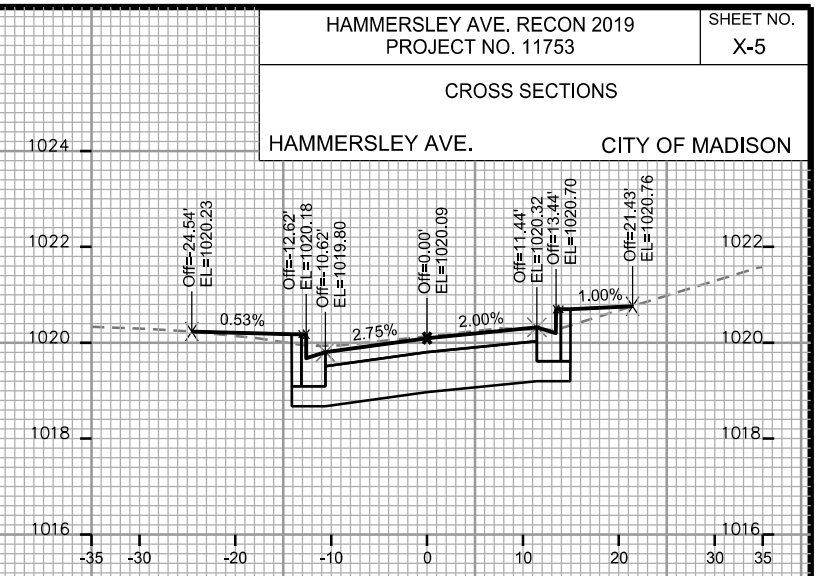 HAMMERSLEY AVE. RECON 2019
PROJECT NO. 11753
SHEET NO.
X-5
CROSS SECTIONS
HAMMERSLEY AVE.
CITY OF MADISON
1024
1022
1020
1018
1016
1022
1020
1018
1016
Off=-24.54'
EL=1020.23
Off=-12.62'
EL=1020.18
Off=-10.62'
EL=1019.80
Off=0.00'
EL=1020.09
Off=11.44'
EL=1020.32
Off=13.44'
EL=1020.70
Off=21.43'
EL=1020.76
0.53%
2.75%
2.00%
1.00%
-35
-30
-20
-10
0
10
20
30
35